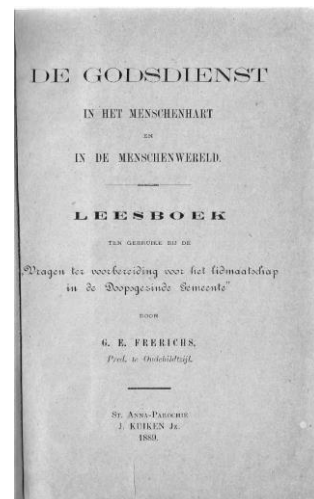 DE GODSDIENST
IN HET MENSCHENHART
EN
IN DE MENSCHENWERELD.
LEESBOEK
TEN GEBRUIKE BIJ DE
„Vragen ter voorbereiding voor het lidmaatschap
in de Doopsgezinde Gemeente"
DOOR
G. E. FRERICHS,
Pred. te Oudebildtzijl.
ST. ANNA-PAROCHIE
J. KUIKEN JZ.
1889.